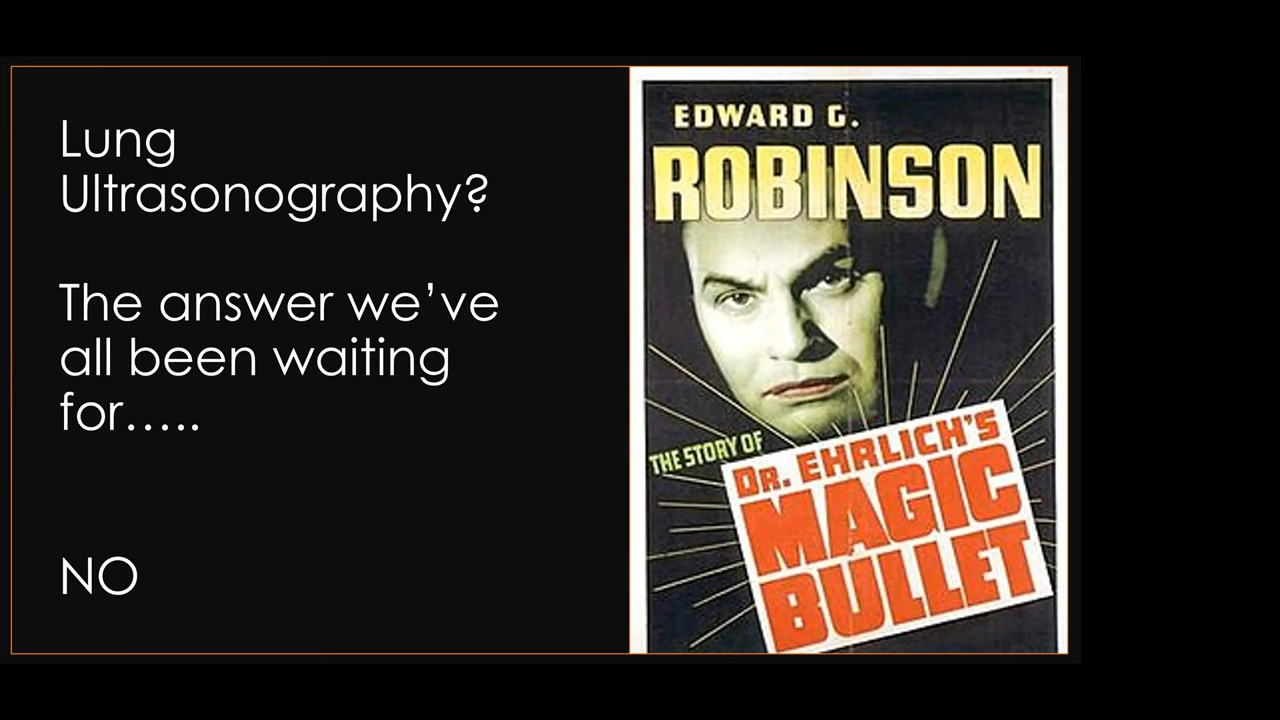 Lung
Ultrasonography?
The answer we’ve
all been waiting
for.....
NO
EDWARD G.
ROBINSON
THE STORY OF
DR. EHRLICH'S
MAGIC
BULLET